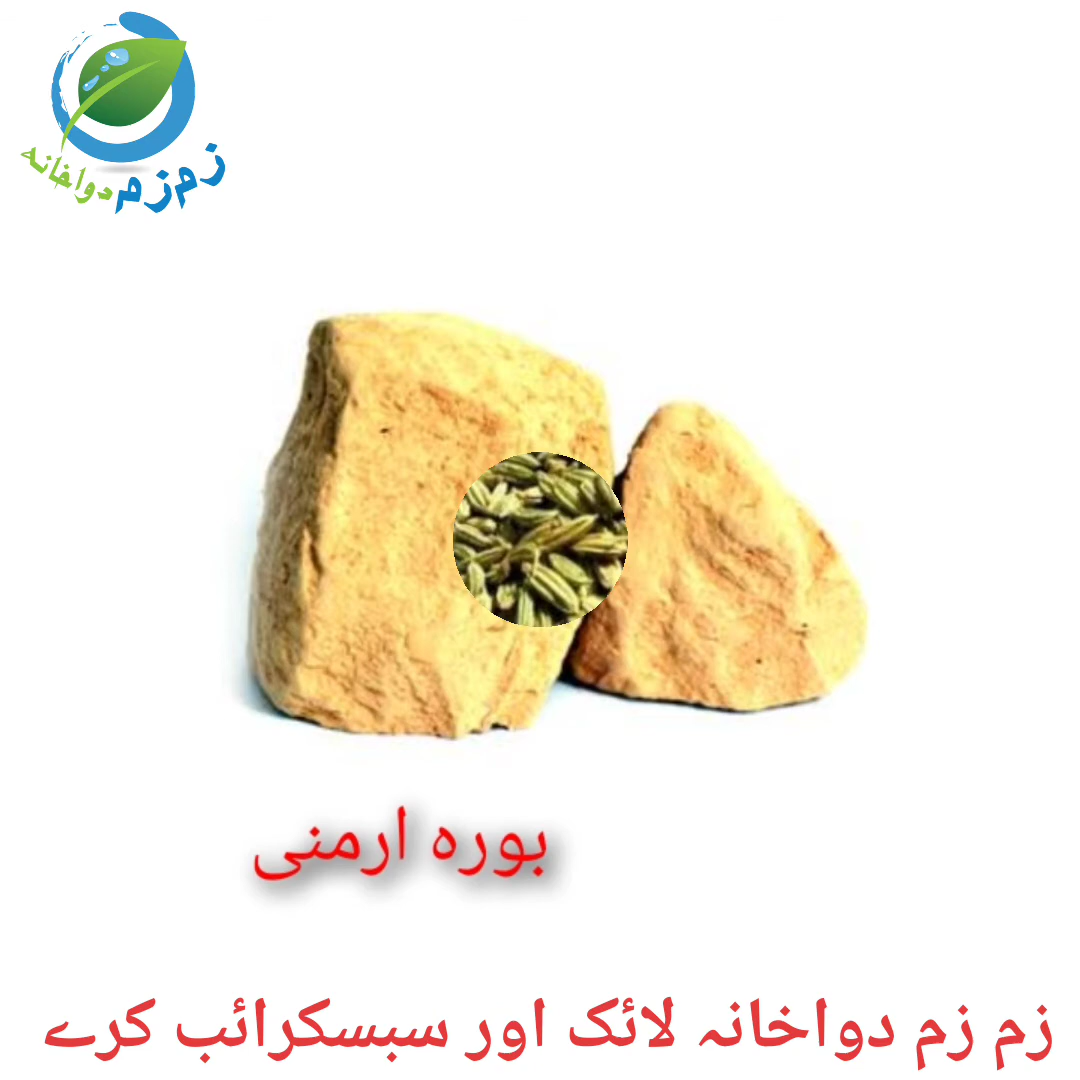 زم زم دواخانہ
بورہ ارمنی
زم زم دواخانہ لائک اور سبسکرائب کرے